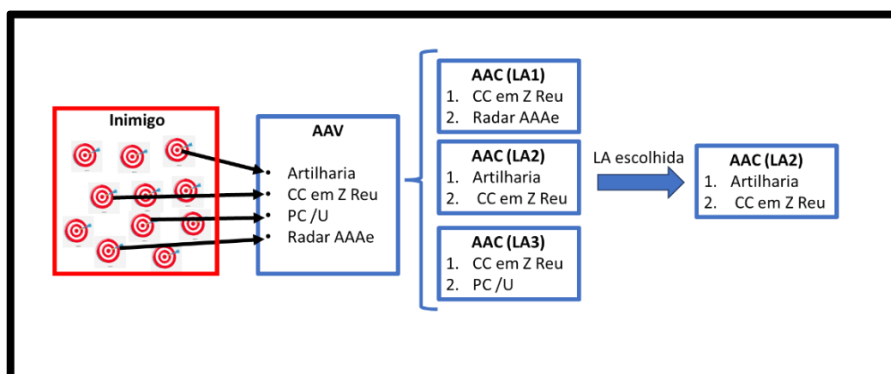 Inimigo
AAV
• Artilharia
• CC em Z Reu
• PC /U
• Radar AAAe
AAC (LA1)
1. CC em Z Reu
2. Radar AAAe
AAC (LA2)
1. Artilharia
2. CC em Z Reu
AAC (LA3)
1. CC em Z Reu
2. PC /U
LA escolhida
AAC (LA2)
1. Artilharia
2. CC em Z Reu